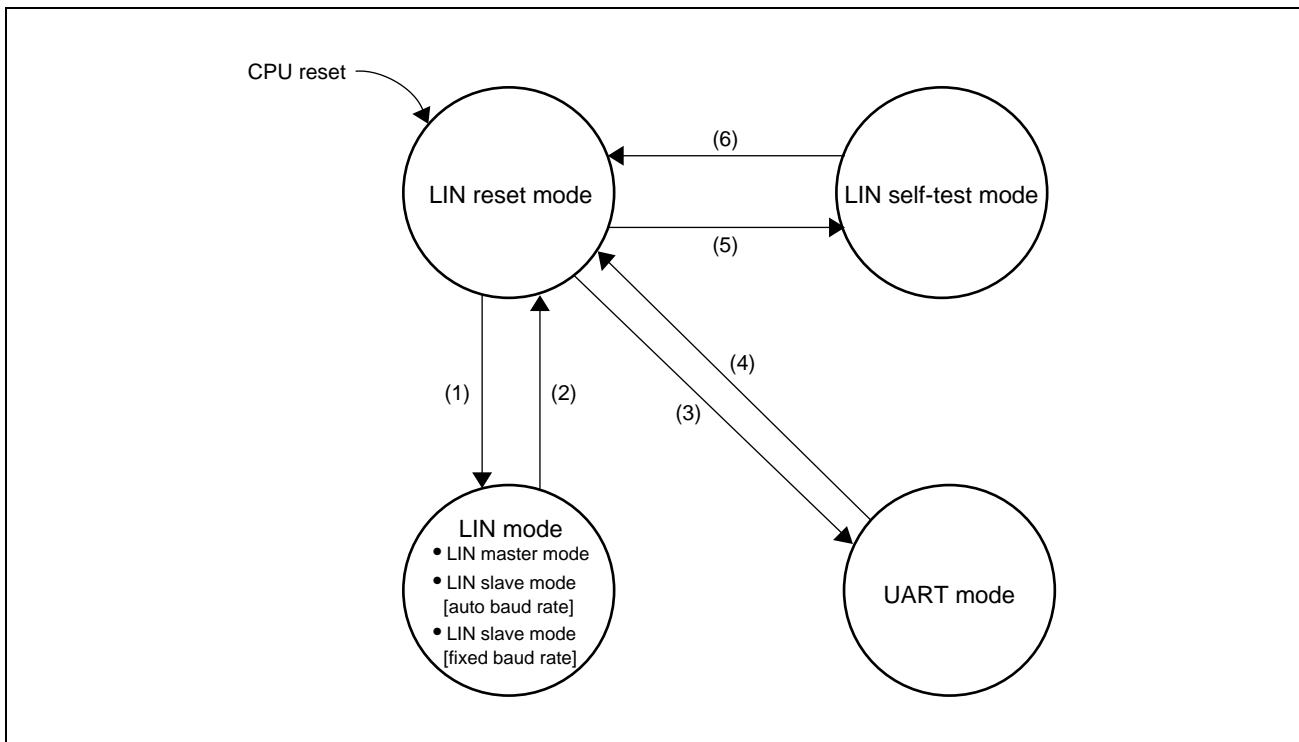 CPU reset
(6)
LIN reset mode
LIN self-test mode
(5)
(4)
(1)
(2)
(3)
LIN mode
• LIN master mode
• LIN slave mode
[auto baud rate]
• LIN slave mode
[fixed baud rate]
UART mode